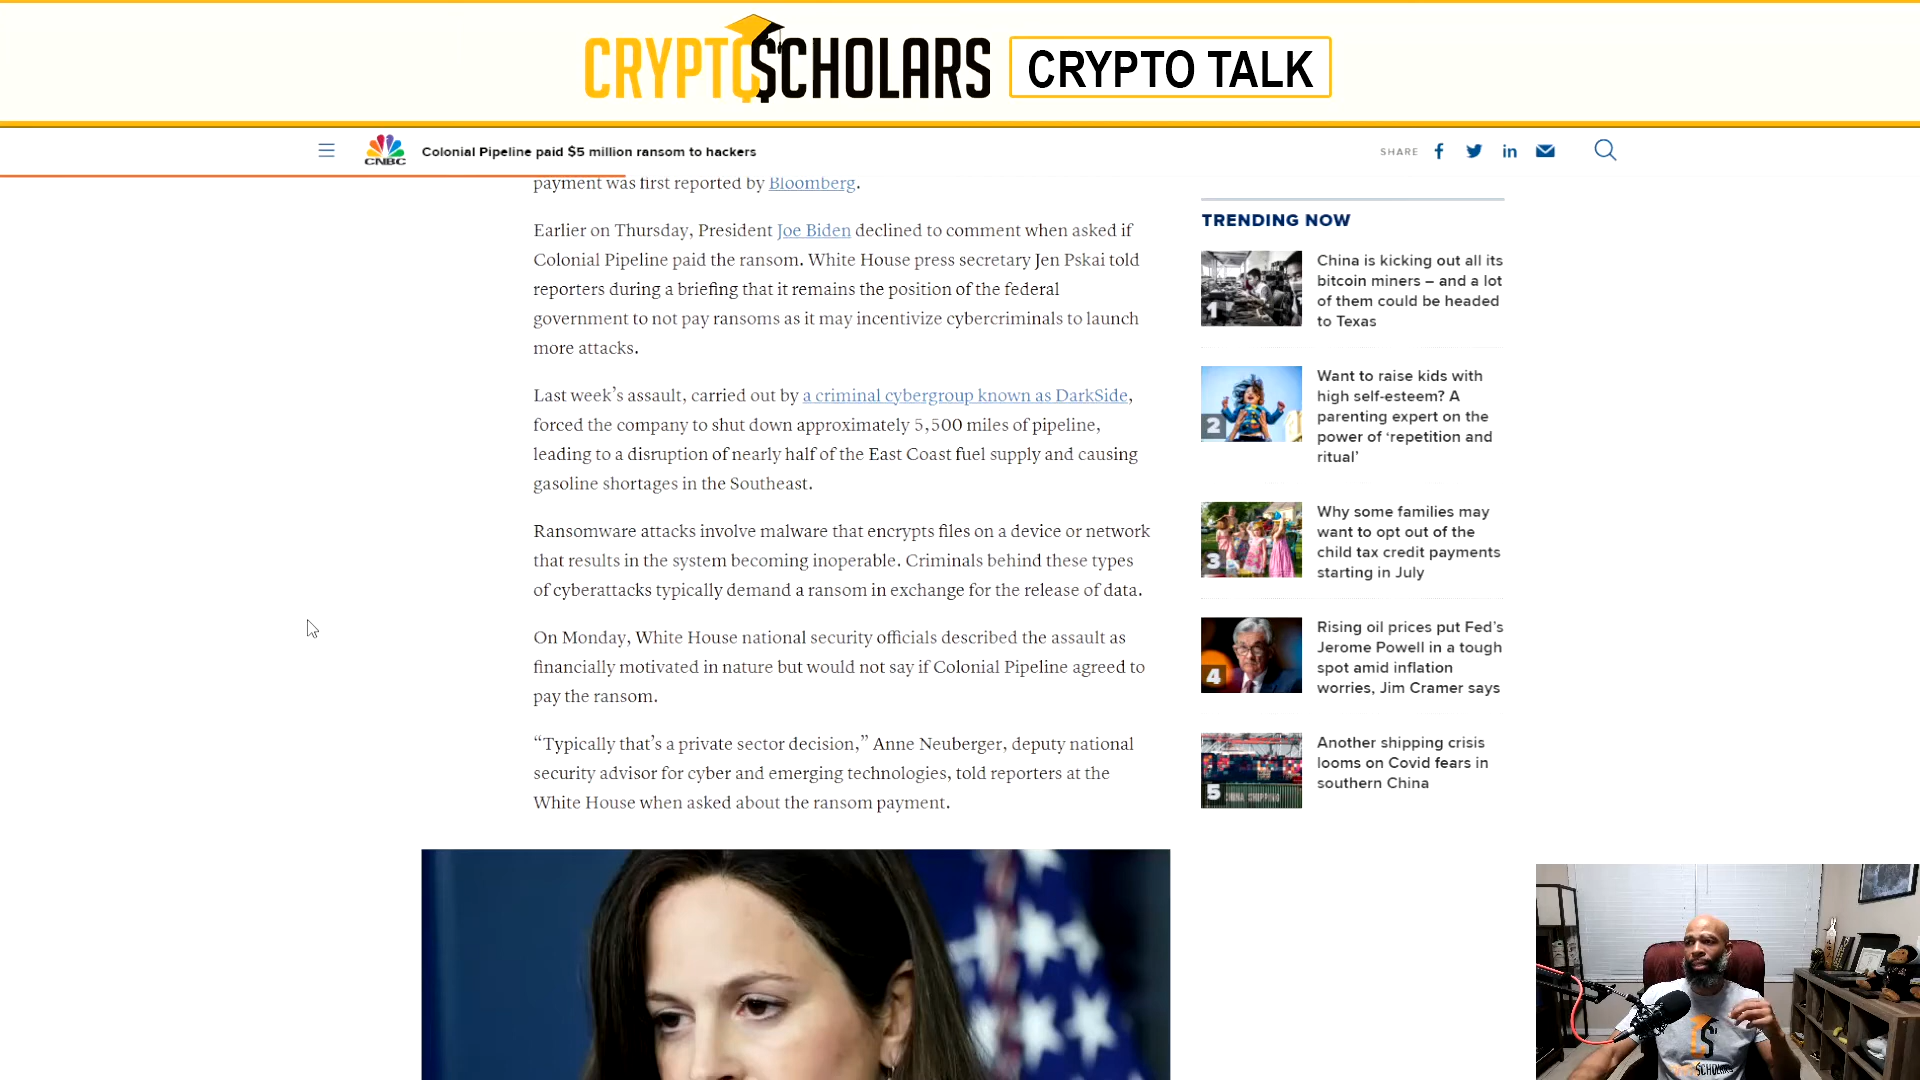 CRYPTOSCHOLARS CRYPTO TALK
CNBC
Colonial Pipeline paid $5 million ransom to hackers
SHARE
payment was first reported by Bloomberg.
Earlier on Thursday, President Joe Biden declined to comment when asked if
Colonial Pipeline paid the ransom. White House press secretary Jen Pskai told
reporters during a briefing that it remains the position of the federal
government to not pay ransoms as it may incentivize cybercriminals to launch
more attacks.
Last week’s assault, carried out by a criminal cybergroup known as DarkSide,
forced the company to shut down approximately 5,500 miles of pipeline,
leading to a disruption of nearly half of the East Coast fuel supply and causing
gasoline shortages in the Southeast.
Ransomware attacks involve malware that encrypts files on a device or network
that results in the system becoming inoperable. Criminals behind these types
of cyberattacks typically demand a ransom in exchange for the release of data.
On Monday, White House national security officials described the assault as
financially motivated in nature but would not say if Colonial Pipeline agreed to
pay the ransom.
“Typically that’s a private sector decision,” Anne Neuberger, deputy national
security advisor for cyber and emerging technologies, told reporters at the
White House when asked about the ransom payment.
TRENDING NOW
1
China is kicking out all its
bitcoin miners – and a lot
of them could be headed
to Texas
2
Want to raise kids with
high self-esteem? A
parenting expert on the
power of ‘repetition and
ritual’
3
Why some families may
want to opt out of the
child tax credit payments
starting in July
4
Rising oil prices put Fed’s
Jerome Powell in a tough
spot amid inflation
worries, Jim Cramer says
5
CHINA SHIPPING
Another shipping crisis
looms on Covid fears in
southern China